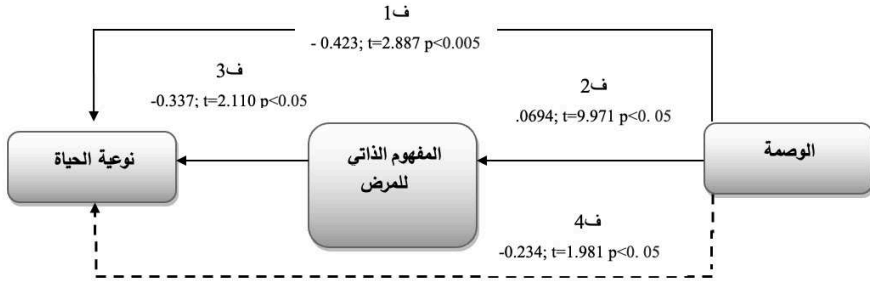 ف1
- 0.423; t=2.887 p<0.005
ف3
-0.337; t=2.110 p<0.05
ف2
.0694; t=9.971 p<0. 05
الوصمة
المفهوم الذاتي
للمرض
نوعية الحياة
ف4
-0.234; t=1.981 p<0. 05